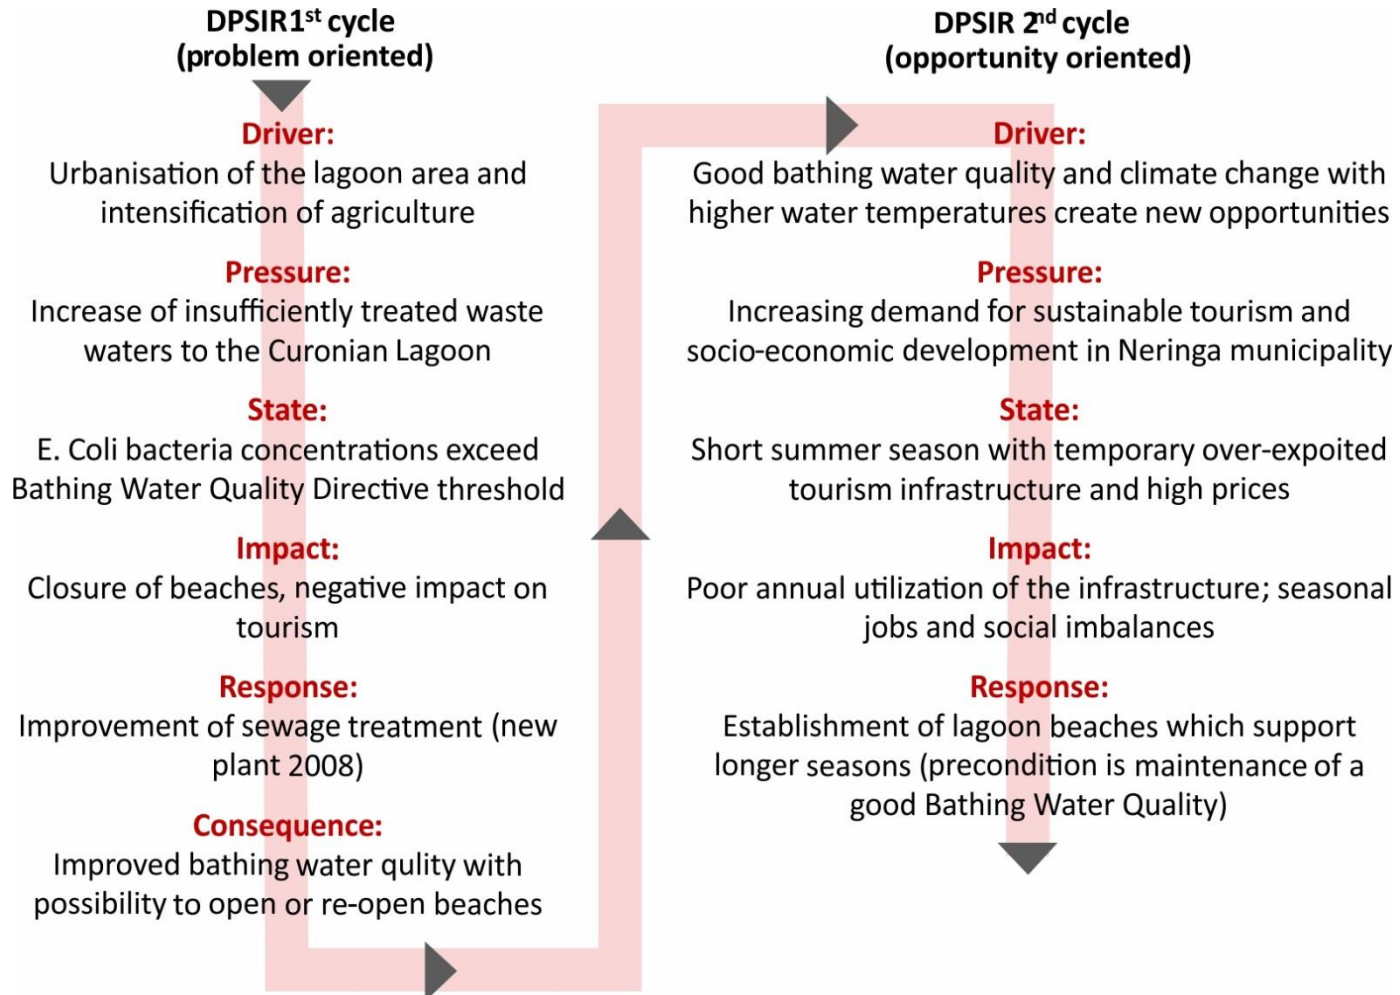 DPSIR1st cycle
(problem oriented)
Driver:
Urbanisation of the lagoon area and
intensification of agriculture
Pressure:
Increase of insufficiently treated waste
waters to the Curonian Lagoon
State:
E. Coli bacteria concentrations exceed
Bathing Water Quality Directive threshold
Impact:
Closure of beaches, negative impact on
tourism
Response:
Improvement of sewage treatment (new
plant 2008)
Consequence:
Improved bathing water qulity with
possibility to open or re-open beaches
DPSIR 2nd cycle
(opportunity oriented)
Driver:
Good bathing water quality and climate change with
higher water temperatures create new opportunities
Pressure:
Increasing demand for sustainable tourism and
socio-economic development in Neringa municipality
State:
Short summer season with temporary over-expoited
tourism infrastructure and high prices
Impact:
Poor annual utilization of the infrastructure; seasonal
jobs and social imbalances
Response:
Establishment of lagoon beaches which support
longer seasons (precondition is maintenance of a
good Bathing Water Quality)